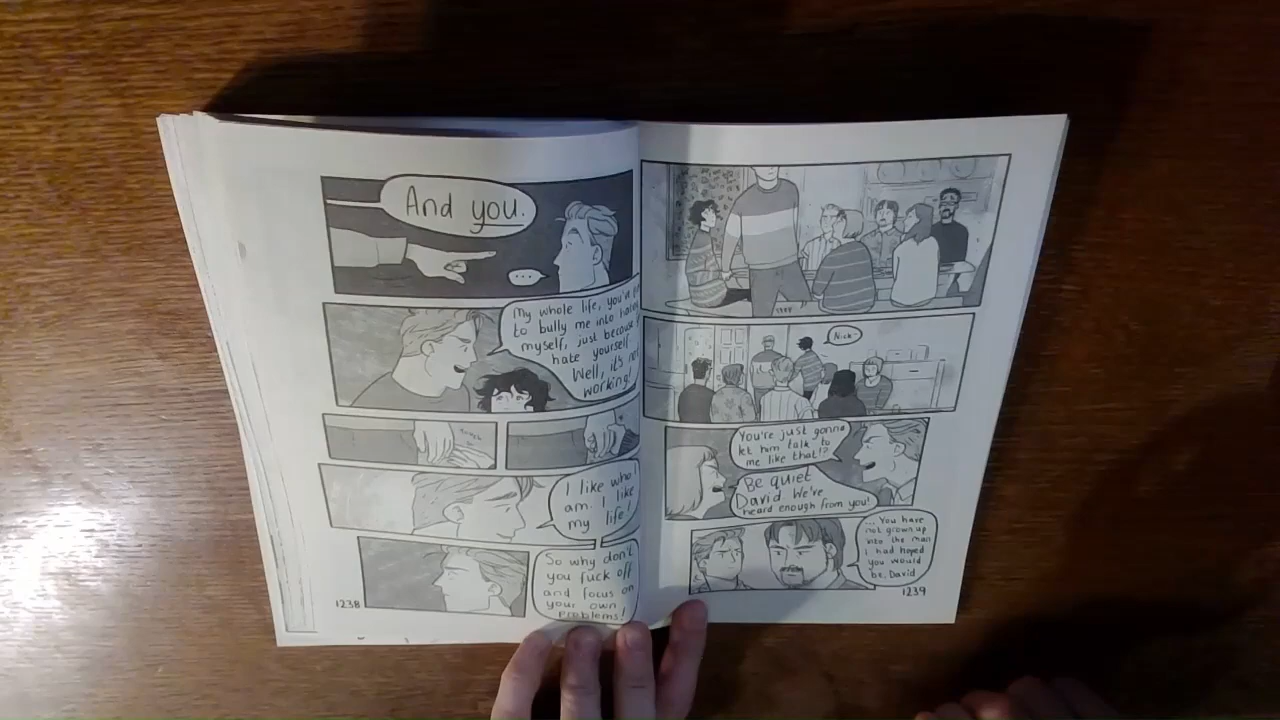 And you.
...
My whole life, you've
to bully me into
myself, just because
hate yourself.
Well, it's not
working!
I like who I
am. I like
my life!
So why don't
you fuck off
and focus on
your own
problems!
1238
Nick-
You're just gonna
let him talk to
me like that!?
Be quiet
David. We've
heard enough from you!
... You have
not grown up
into the man
I had hoped
you would
be, David
1239